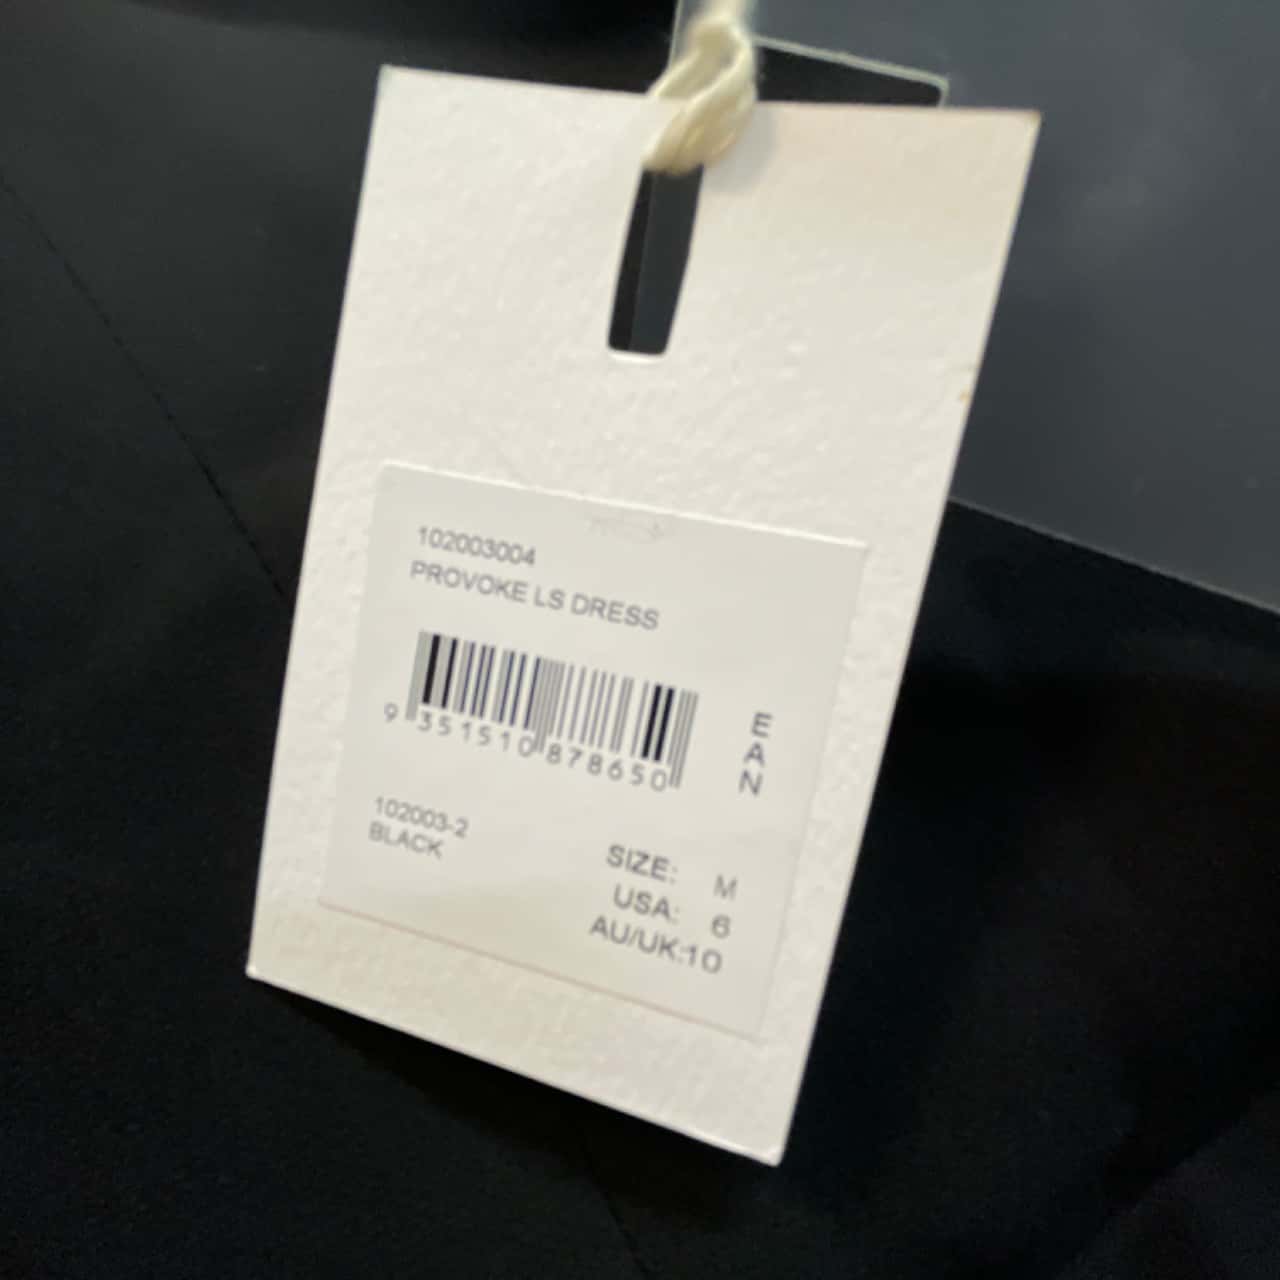 102003004
PROVOKE LS DRESS
9 351510 878650
EAN
102003-2
BLACK
SIZE: M
USA: 6
AU/UK:10